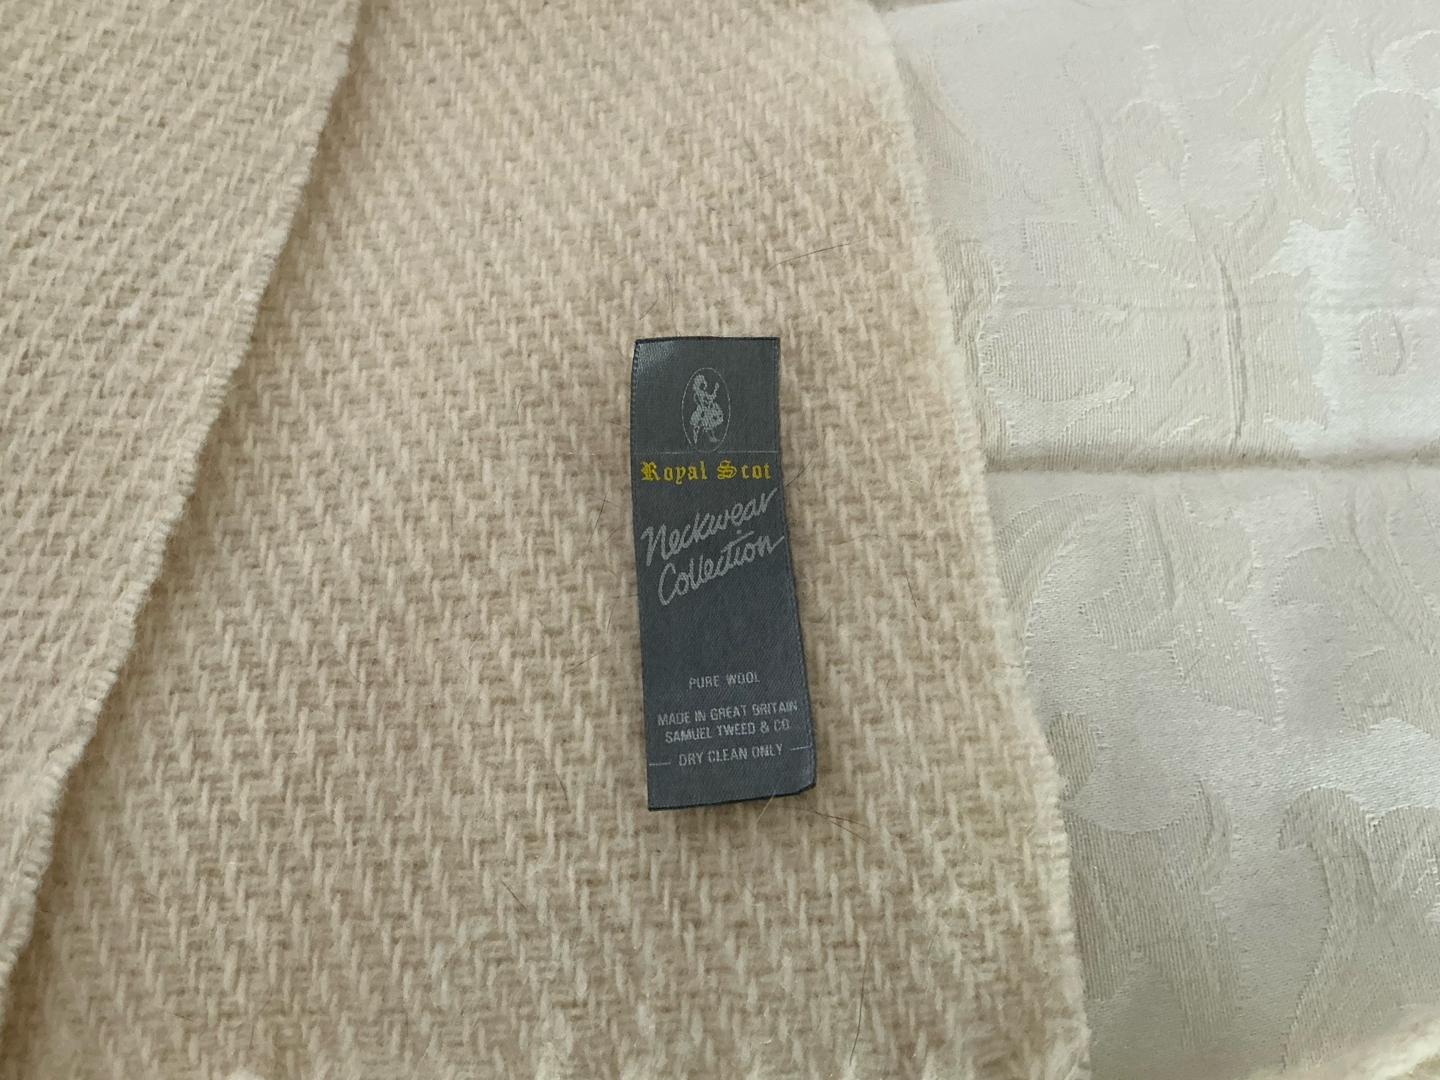 Royal Scot
Neckwear
Collection
PURE WOOL
MADE IN GREAT BRITAIN
SAMUEL TWEED & CO
DRY CLEAN ONLY